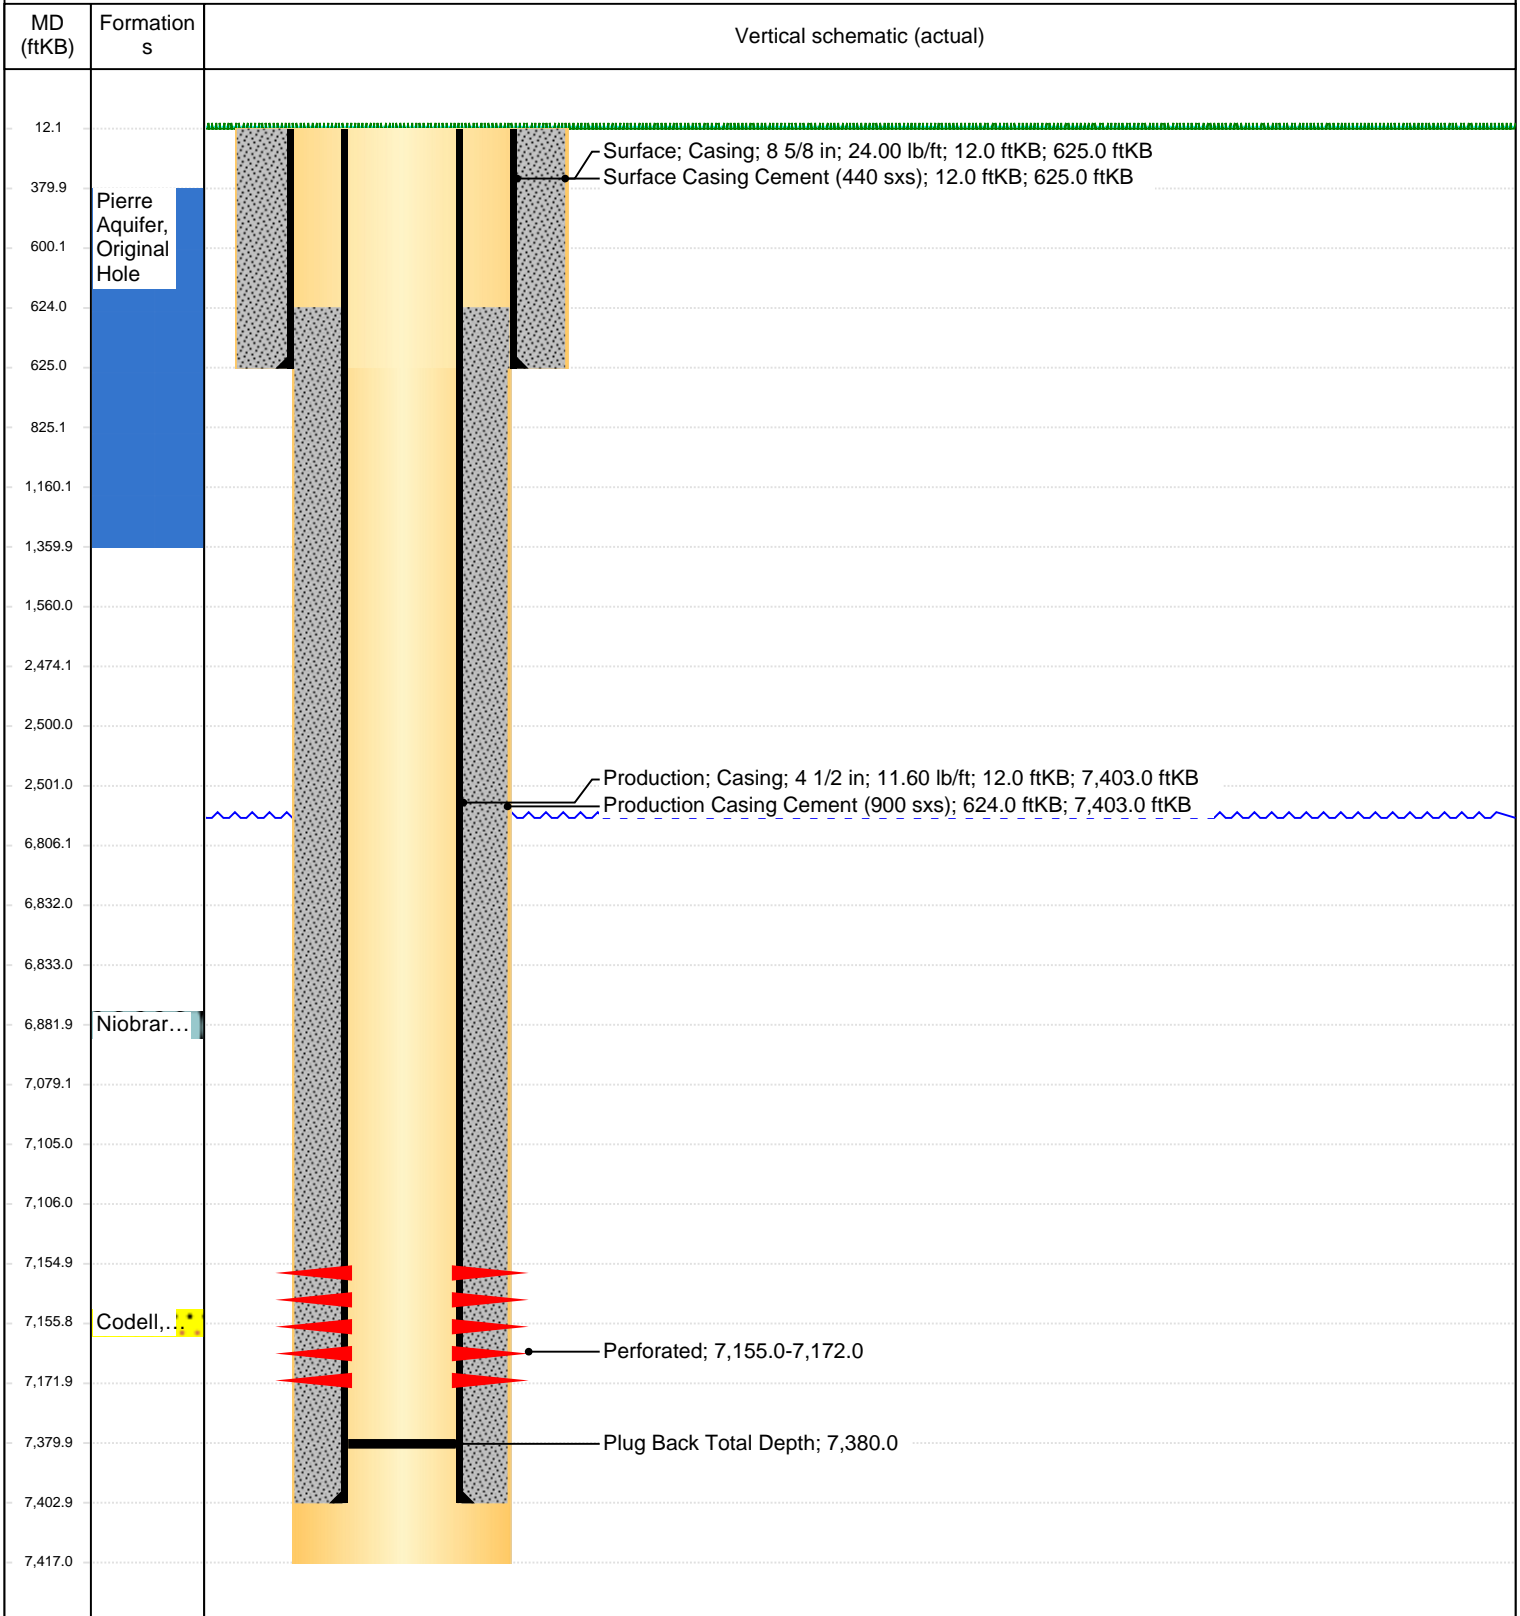 MD
(ftKB)
Formation
s
Vertical schematic (actual)
12.1
Surface; Casing; 8 5/8 in; 24.00 lb/ft; 12.0 ftKB; 625.0 ftKB
Surface Casing Cement (440 sxs); 12.0 ftKB; 625.0 ftKB
379.9
Pierre
Aquifer,
Original
Hole
600.1
624.0
625.0
825.1
1,160.1
1,359.9
1,560.0
2,474.1
2,500.0
Production; Casing; 4 1/2 in; 11.60 lb/ft; 12.0 ftKB; 7,403.0 ftKB
2,501.0
Production Casing Cement (900 sxs); 624.0 ftKB; 7,403.0 ftKB
6,806.1
6,832.0
6,833.0
6,881.9
Niobrar…
7,079.1
7,105.0
7,106.0
7,154.9
7,155.8
Codell,…
Perforated; 7,155.0-7,172.0
7,171.9
7,379.9
Plug Back Total Depth; 7,380.0
7,402.9
7,417.0